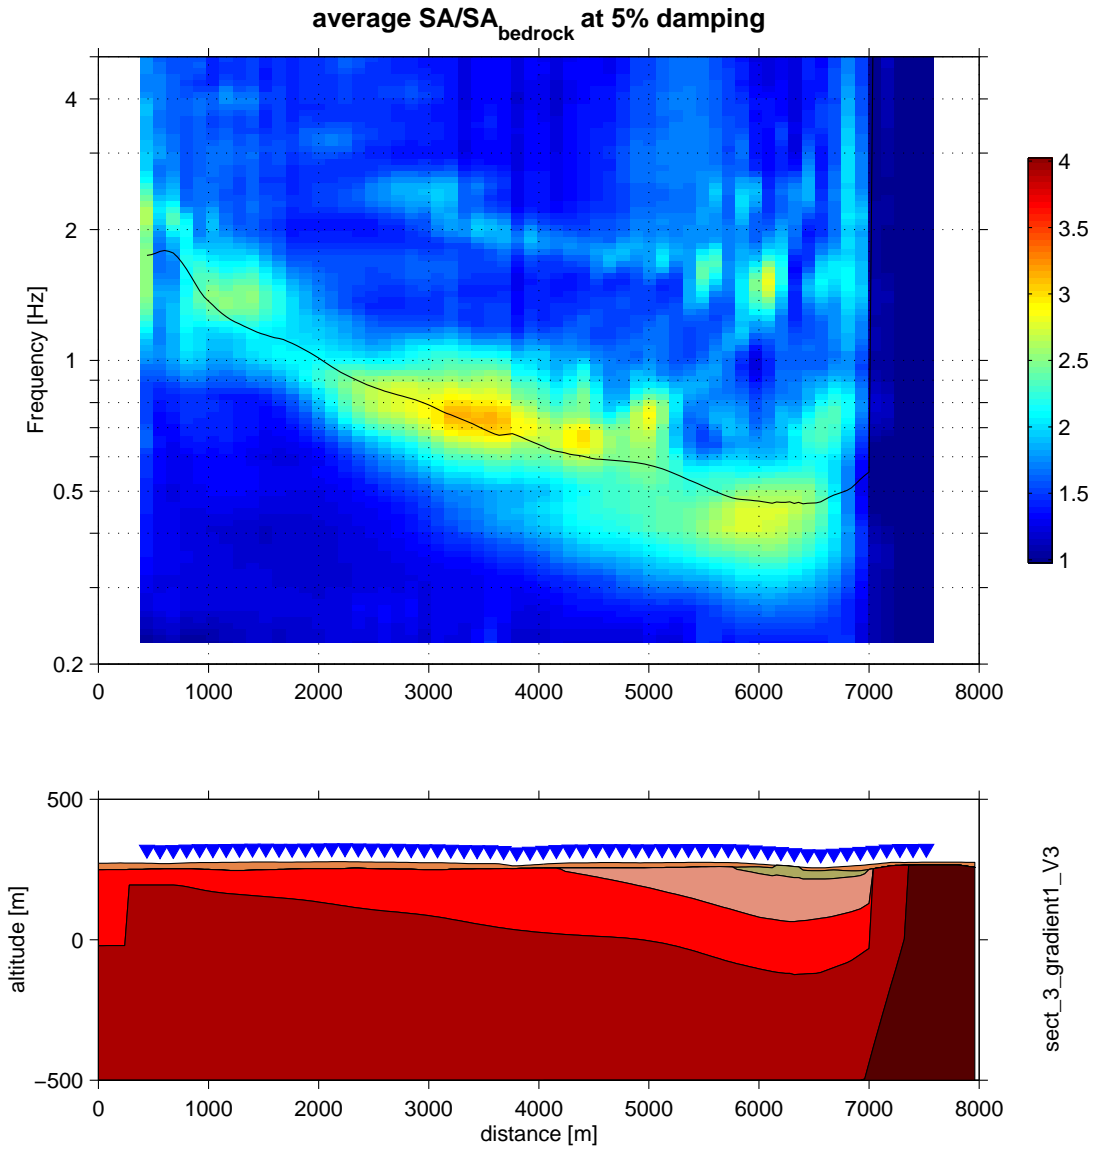 average SA/SA_bedrock at 5% damping
4
2
1
0.5
0.2
Frequency [Hz]
0 1000 2000 3000 4000 5000 6000 7000 8000
4
3.5
3
2.5
2
1.5
1
500
0
−500
altitude [m]
0 1000 2000 3000 4000 5000 6000 7000 8000
distance [m]
sect_3_gradient1_V3